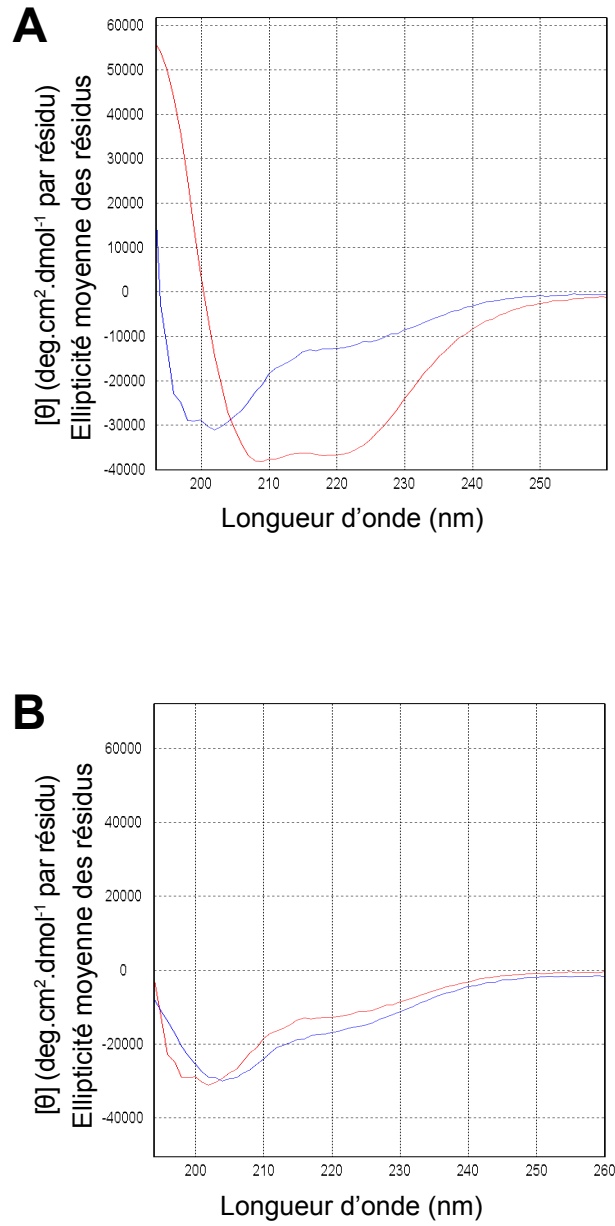 A
[θ] (deg.cm².dmol⁻¹ par résidu)
Ellipticité moyenne des résidus
60000
50000
40000
30000
20000
10000
0
-10000
-20000
-30000
-40000
200 210 220 230 240 250
Longueur d'onde (nm)
B
[θ] (deg.cm².dmol⁻¹ par résidu)
Ellipticité moyenne des résidus
60000
40000
20000
0
-20000
-40000
200 210 220 230 240 250 260
Longueur d'onde (nm)